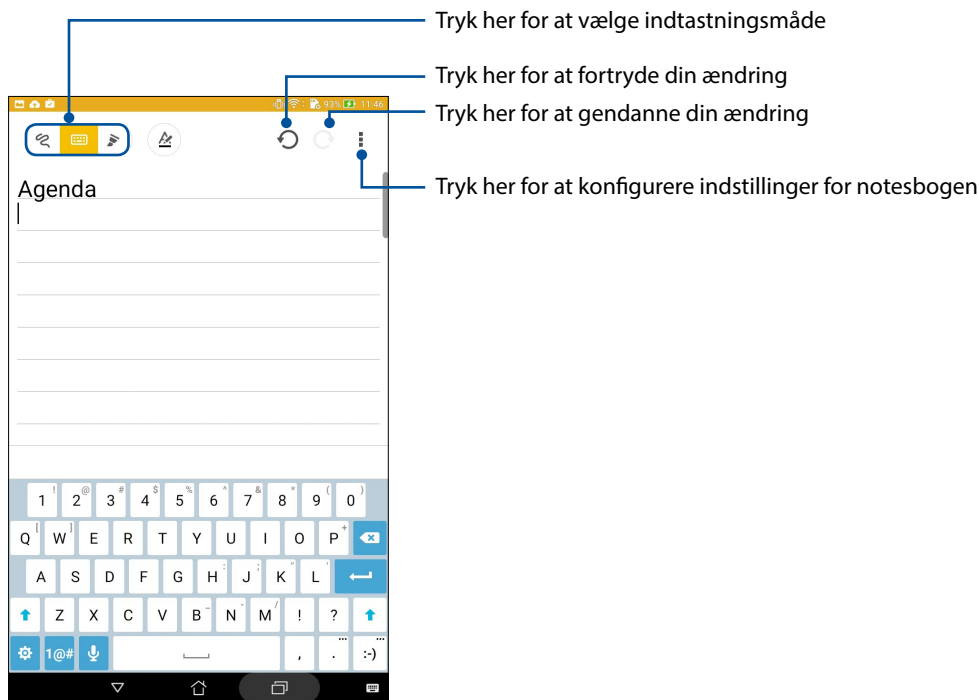 Tryk her for at vælge indtastningsmåde
Tryk her for at fortryde din ændring
93% 11:46
Tryk her for at gendanne din ændring
Tryk her for at konfigurere indstillinger for notesbogen
Agenda
1 ! 2 @ 3 # 4 $ 5 % 6 ^ 7 & 8 * 9 ( 0 )
Q [ W ] E R T Y U I O P +
A S D F G H : J ; K " L '
Z X C V B _ N - M / ! ?
1@# , . ... :-) ...